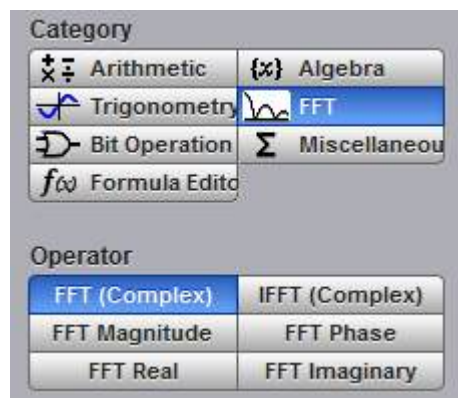 Category
Arithmetic {x} Algebra
Trigonometry FFT
Bit Operation Σ Miscellaneou
f(x) Formula Edito
Operator
FFT (Complex) IFFT (Complex)
FFT Magnitude FFT Phase
FFT Real FFT Imaginary